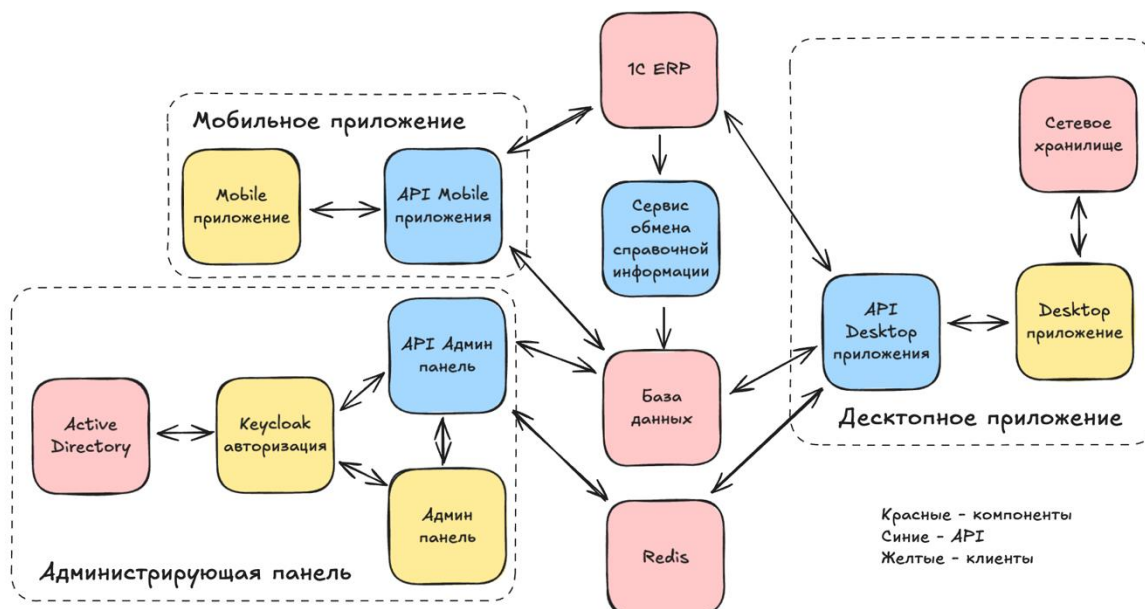 1C ERP
Мобильное приложение
Mobile
приложение
API Mobile
приложения
Сервис
обмена
справочной
информации
Сетевое
хранилище
API
Desktop
приложения
Desktop
приложение
Десктопное приложение
API Админ
панель
Active
Directory
Keycloak
авторизация
Админ
панель
Администрирующая панель
База
данных
Redis
Красные - компоненты
Синие - API
Желтые - клиенты